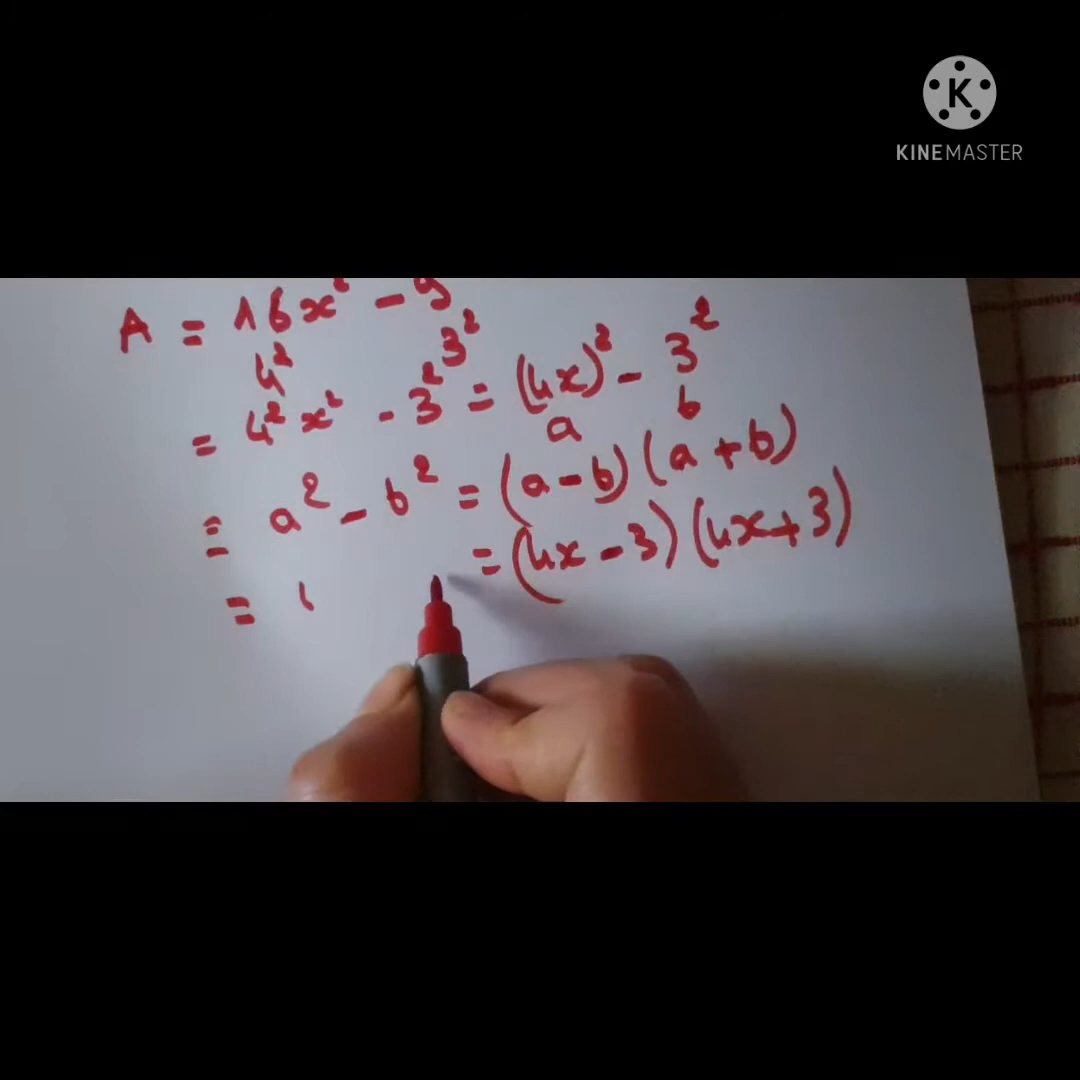 K
KINEMASTER
A = 16x² - 9
4² 3²
= 4²x² - 3² = (4x)² - 3²
a b
= a² - b² = (a-b)(a+b)
= (4x-3)(4x+3)
=